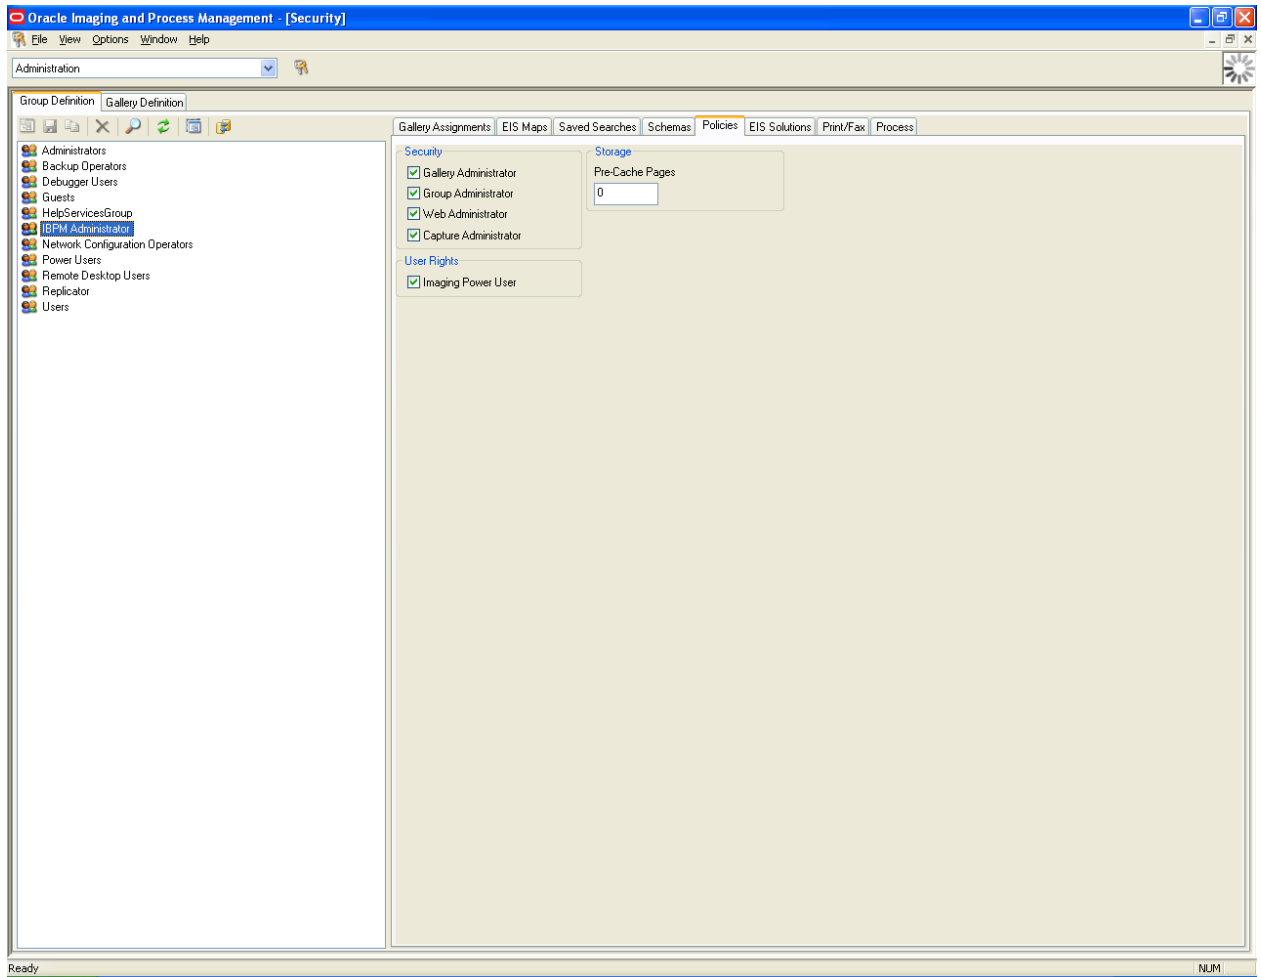 Oracle Imaging and Process Management - [Security]
File View Options Window Help
Administration
Group Definition Gallery Definition
Gallery Assignments EIS Maps Saved Searches Schemas Policies EIS Solutions Print/Fax Process
Administrators
Backup Operators
Debugger Users
Guests
HelpServicesGroup
IBPM Administrator
Network Configuration Operators
Power Users
Remote Desktop Users
Replicator
Users
Security
Gallery Administrator
Group Administrator
Web Administrator
Capture Administrator
User Rights
Imaging Power User
Storage
Pre-Cache Pages
0
Ready NUM